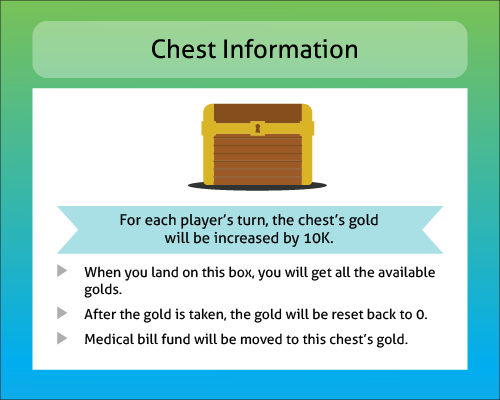 Chest Information
For each player's turn, the chest's gold
will be increased by 10K.
When you land on this box, you will get all the available
golds.
After the gold is taken, the gold will be reset back to 0.
Medical bill fund will be moved to this chest's gold.